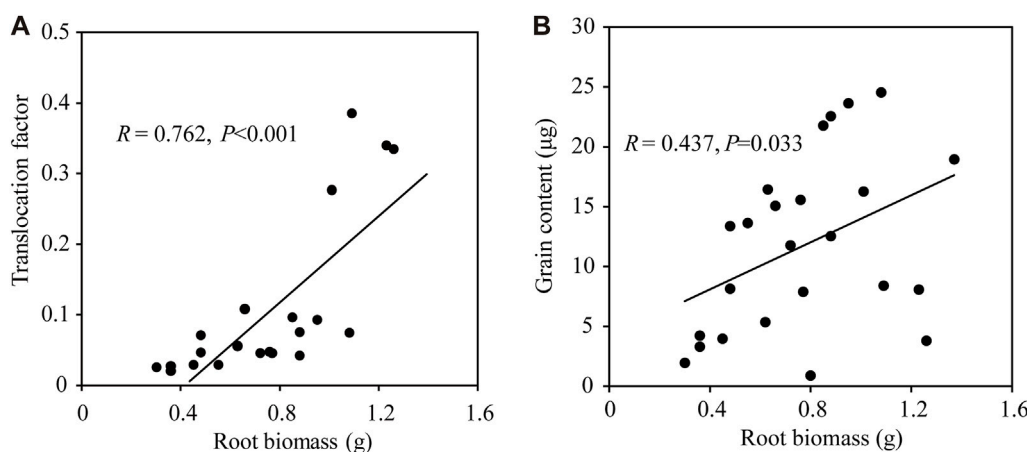 A
0.5
0.4
0.3
0.2
0.1
0
Translocation factor
R = 0.762, P<0.001
0
0.4
0.8
1.2
1.6
Root biomass (g)
B
30
25
20
15
10
5
0
Grain content (µg)
R = 0.437, P=0.033
0
0.4
0.8
1.2
1.6
Root biomass (g)